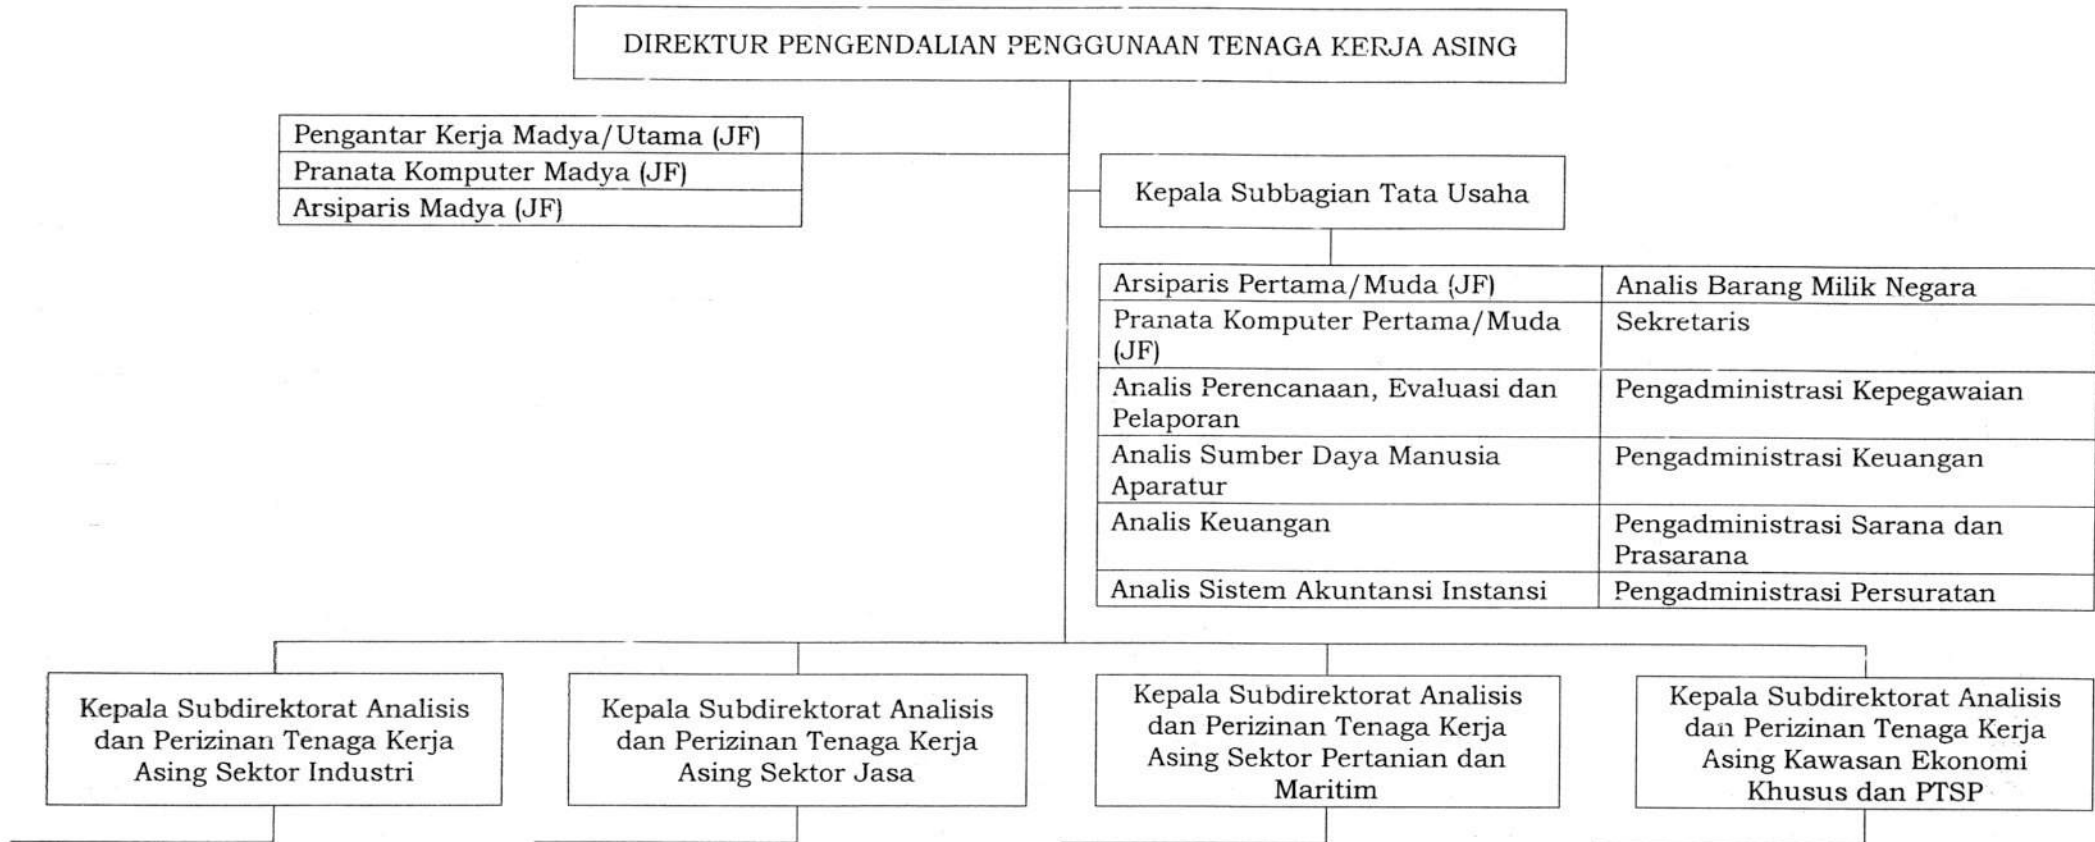 DIREKTUR PENGENDALIAN PENGGUNAAN TENAGA KERJA ASING
Pengantar Kerja Madya/Utama (JF)
Pranata Komputer Madya (JF)
Arsiparis Madya (JF)
Kepala Subbagian Tata Usaha
Arsiparis Pertama/Muda (JF)
Analis Barang Milik Negara
Pranata Komputer Pertama/Muda
(JF)
Sekretaris
Analis Perencanaan, Evaluasi dan
Pelaporan
Pengadministrasi Kepegawaian
Analis Sumber Daya Manusia
Aparatur
Pengadministrasi Keuangan
Analis Keuangan
Pengadministrasi Sarana dan
Prasarana
Analis Sistem Akuntansi Instansi
Pengadministrasi Persuratan
Kepala Subdirektorat Analisis
dan Perizinan Tenaga Kerja
Asing Sektor Industri
Kepala Subdirektorat Analisis
dan Perizinan Tenaga Kerja
Asing Sektor Jasa
Kepala Subdirektorat Analisis
dan Perizinan Tenaga Kerja
Asing Sektor Pertanian dan
Maritim
Kepala Subdirektorat Analisis
dan Perizinan Tenaga Kerja
Asing Kawasan Ekonomi
Khusus dan PTSP